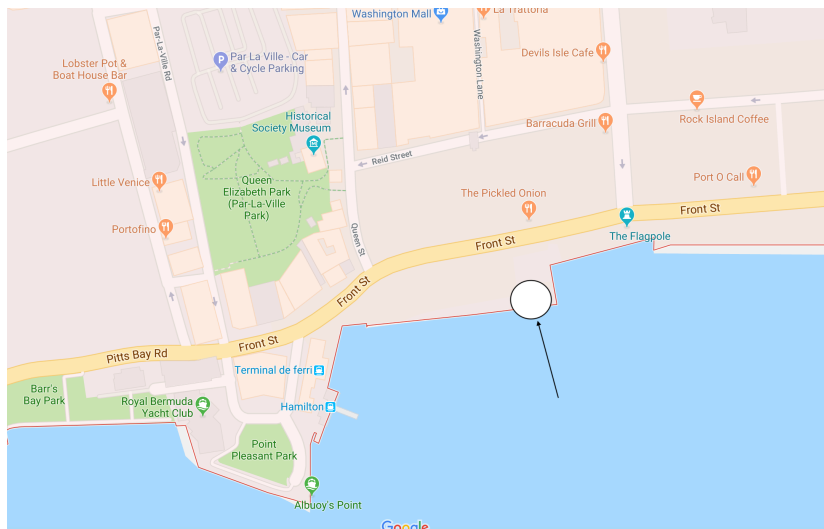 Washington Mall
La Trattoria
Par-La-Ville Rd
Washington Lane
Lobster Pot &
Boat House Bar
Par La Ville - Car
& Cycle Parking
Devils Isle Cafe
P
Historical
Society Museum
Barracuda Grill
Rock Island Coffee
Reid Street
Little Venice
Queen
Elizabeth Park
(Par-La-Ville
Park)
Port O Call
The Pickled Onion
Portofino
Queen St
Front St
Front St
The Flagpole
Front St
Front St
Pitts Bay Rd
Terminal de ferri
Barr's
Bay Park
Royal Bermuda
Yacht Club
Hamilton
Point
Pleasant Park
Albuoy's Point
Google